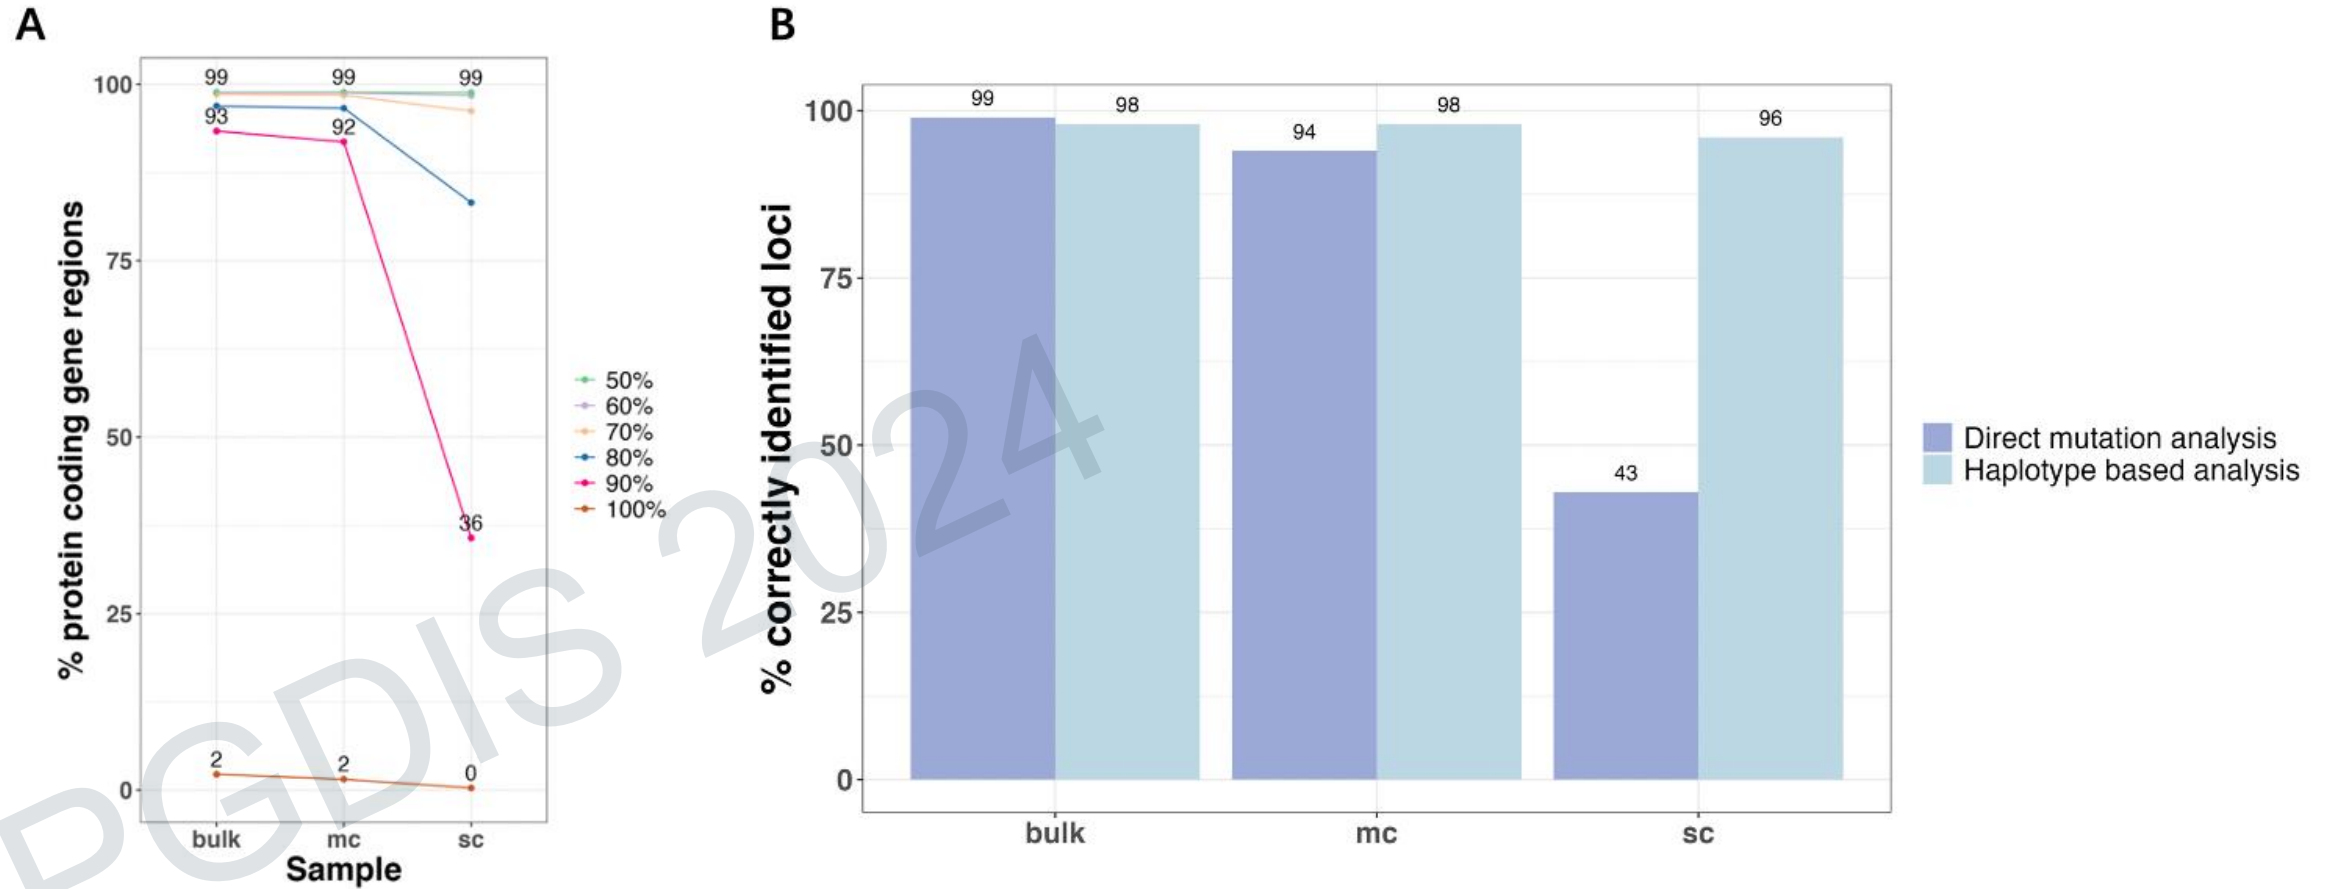 A
B
% protein coding gene regions
100
75
50
25
0
99
99
99
93
92
36
2
2
0
bulk
mc
sc
Sample
50%
60%
70%
80%
90%
100%
% correctly identified loci
100
75
50
25
0
99
98
94
98
43
96
bulk
mc
sc
Direct mutation analysis
Haplotype based analysis
PGDIS 2024